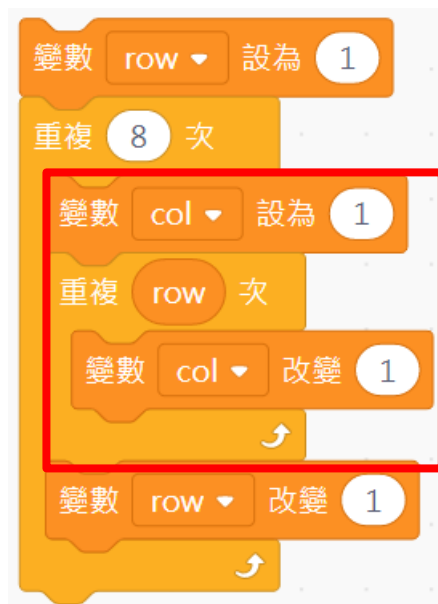 變數 row 設為 1
重複 8 次
變數 col 設為 1
重複 row 次
變數 col 改變 1
變數 row 改變 1